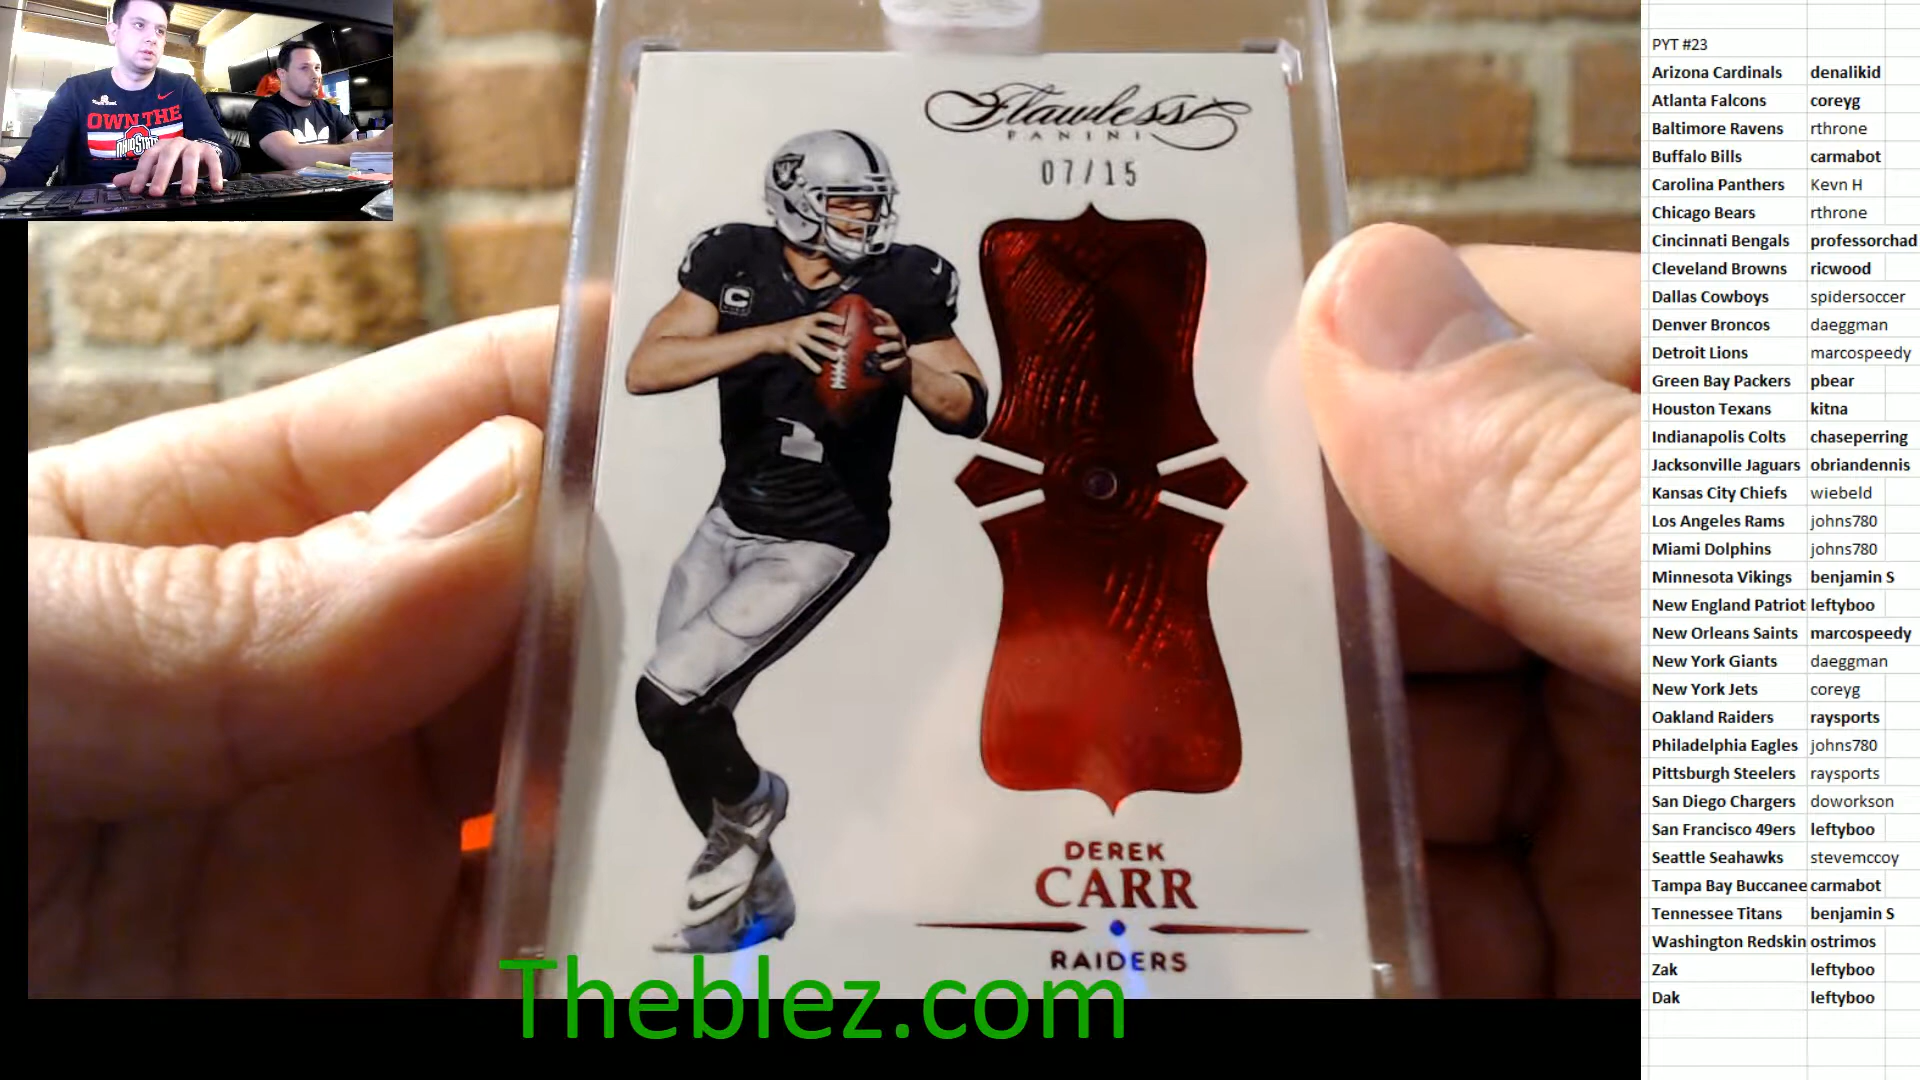 OWN THE
OHIO STATE
Flawless
PANINI
07/15
C
DEREK
CARR
RAIDERS
Theblez.com
PYT #23
Arizona Cardinals denalikid
Atlanta Falcons coreyg
Baltimore Ravens rthrone
Buffalo Bills carmabot
Carolina Panthers Kevn H
Chicago Bears rthrone
Cincinnati Bengals professorchad
Cleveland Browns ricwood
Dallas Cowboys spidersoccer
Denver Broncos daeggman
Detroit Lions marcospeedy
Green Bay Packers pbear
Houston Texans kitna
Indianapolis Colts chaseperring
Jacksonville Jaguars obriandennis
Kansas City Chiefs wiebeld
Los Angeles Rams johns780
Miami Dolphins johns780
Minnesota Vikings benjamin S
New England Patriot leftyboo
New Orleans Saints marcospeedy
New York Giants daeggman
New York Jets coreyg
Oakland Raiders raysports
Philadelphia Eagles johns780
Pittsburgh Steelers raysports
San Diego Chargers doworkson
San Francisco 49ers leftyboo
Seattle Seahawks stevemccoy
Tampa Bay Buccanee carmabot
Tennessee Titans benjamin S
Washington Redskin ostrimos
Zak leftyboo
Dak leftyboo